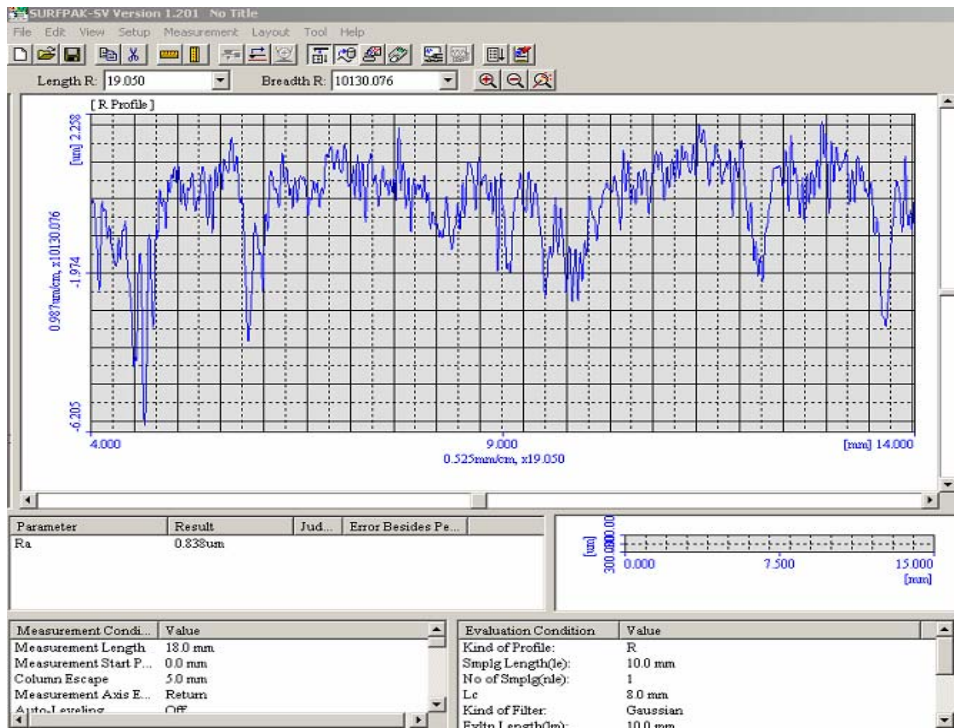 SURFPAK-SV Version 1.201 No Title
File Edit View Setup Measurement Layout Tool Help
Length R: 19.050 Breadth R: 10130.076
[ R Profile ]
[um] 2.258
0.987um/cm, x10130.076
-1.974
-6.205
4.000 9.000 [mm] 14.000
0.525mm/cm, x19.050
Parameter Result Jud... Error Besides Pe...
Ra 0.838um
[um]
0.000 7.500 15.000
[mm]
Measurement Condi... Value
Measurement Length 18.0 mm
Measurement Start P... 0.0 mm
Column Escape 5.0 mm
Measurement Axis E... Return
Auto-Leveling Off
Evaluation Condition Value
Kind of Profile: R
Smplg Length(le): 10.0 mm
No of Smplg(nle): 1
Lc 8.0 mm
Kind of Filter: Gaussian
Evltn Length(lm): 10.0 mm